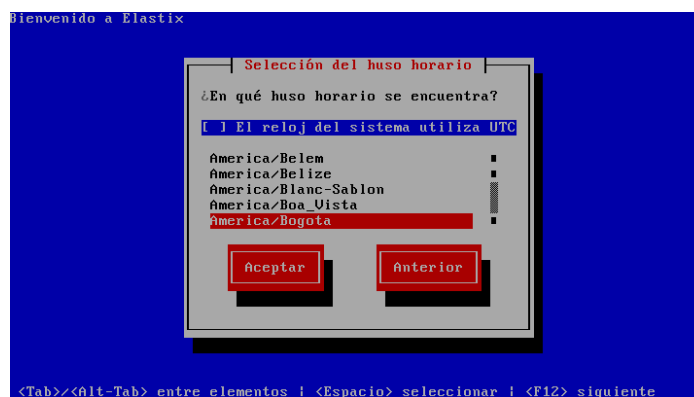 Bienvenido a Elastix
Selección del huso horario
¿En qué huso horario se encuentra?
[ ] El reloj del sistema utiliza UTC
America/Belem
America/Belize
America/Blanc-Sablon
America/Boa_Vista
America/Bogota
Aceptar
Anterior
<Tab>/<Alt-Tab> entre elementos | <Espacio> seleccionar | <F12> siguiente